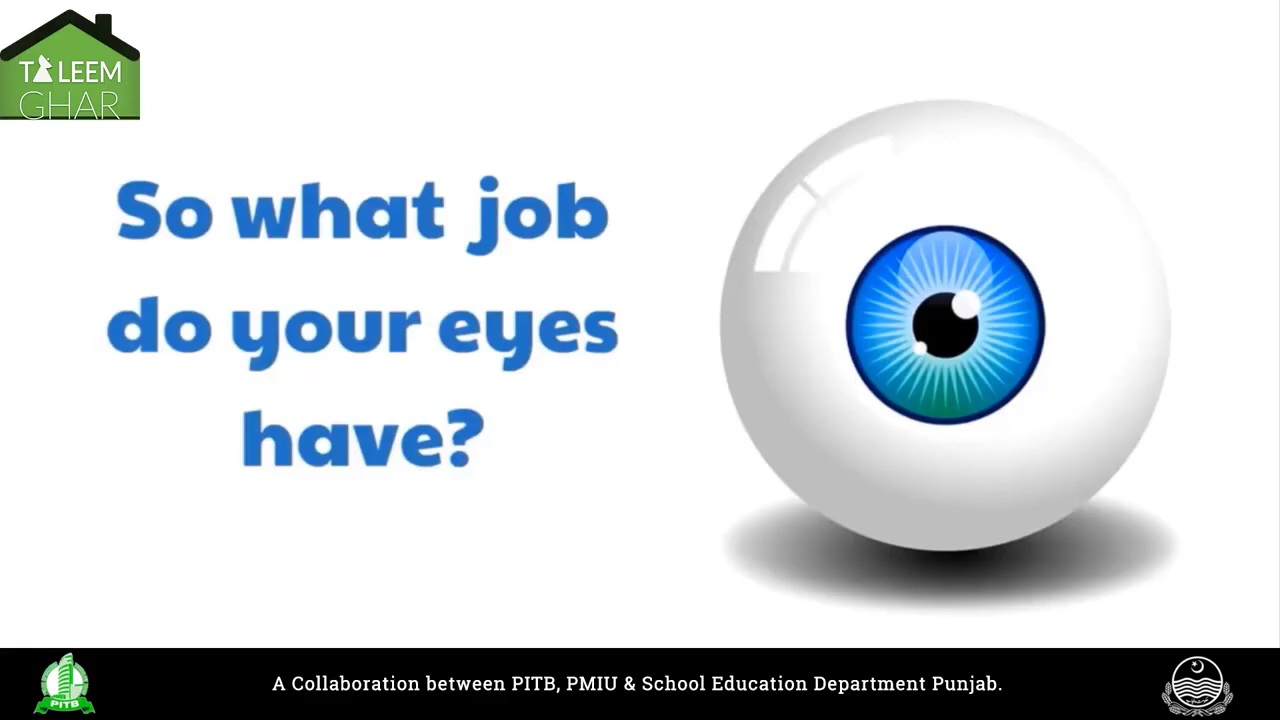 TALEEM
GHAR
So what job
do your eyes
have?
PITB
A Collaboration between PITB, PMIU & School Education Department Punjab.